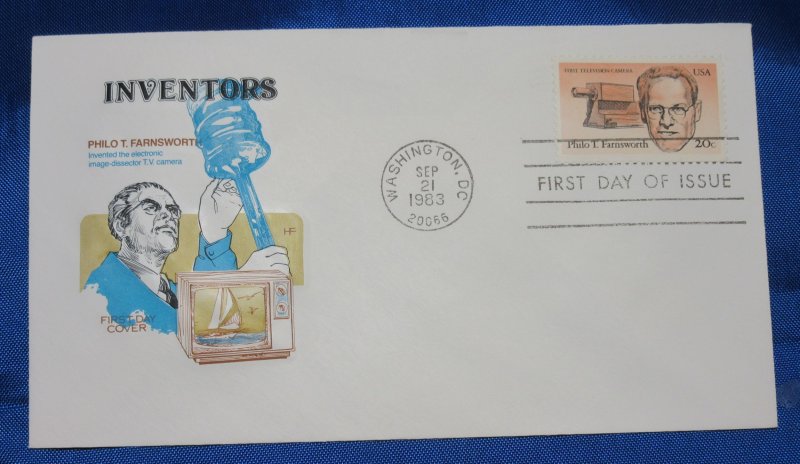 INVENTORS
PHILO T. FARNSWORTH
Invented the electronic
image-dissector T.V. camera
HF
FIRST DAY
COVER
WASHINGTON, DC
SEP
21
1983
20066
FIRST TELEVISION CAMERA
USA
Philo T. Farnsworth
20c
FIRST DAY OF ISSUE